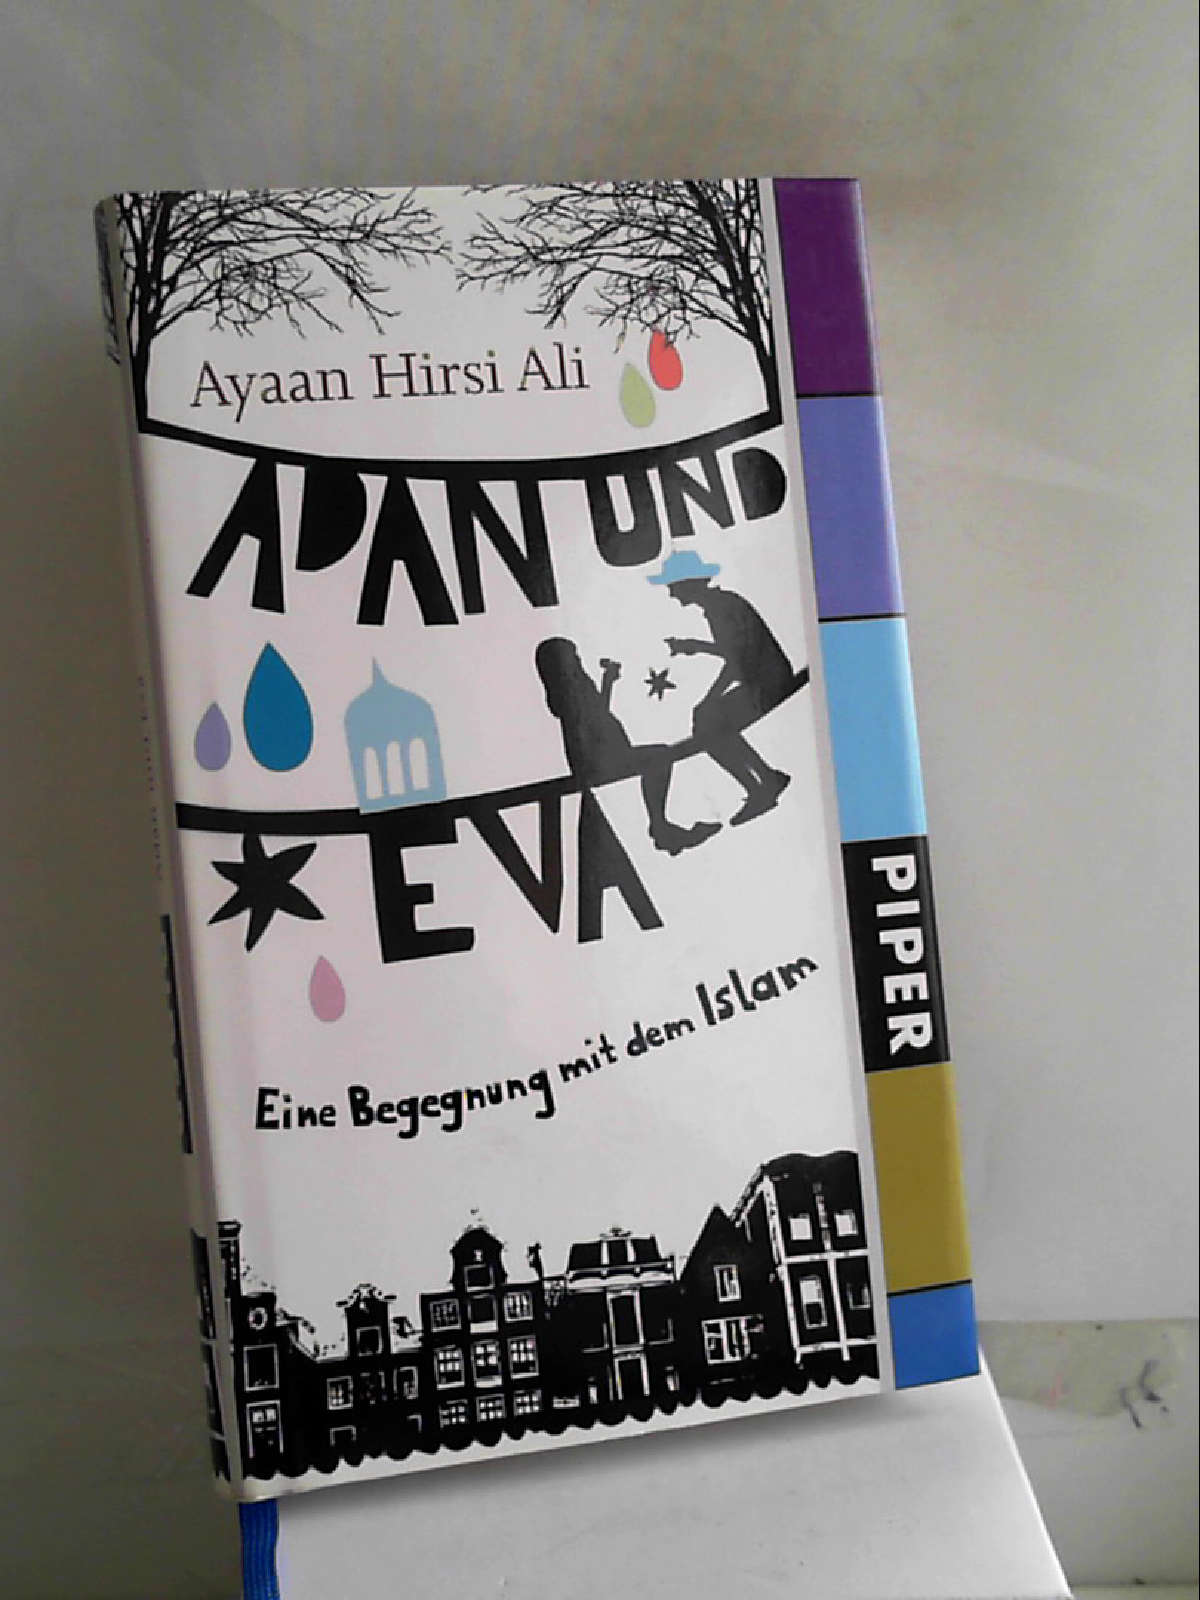 Ayaan Hirsi Ali
ADAN UND
EVA
Eine Begegnung mit dem Islam
PIPER